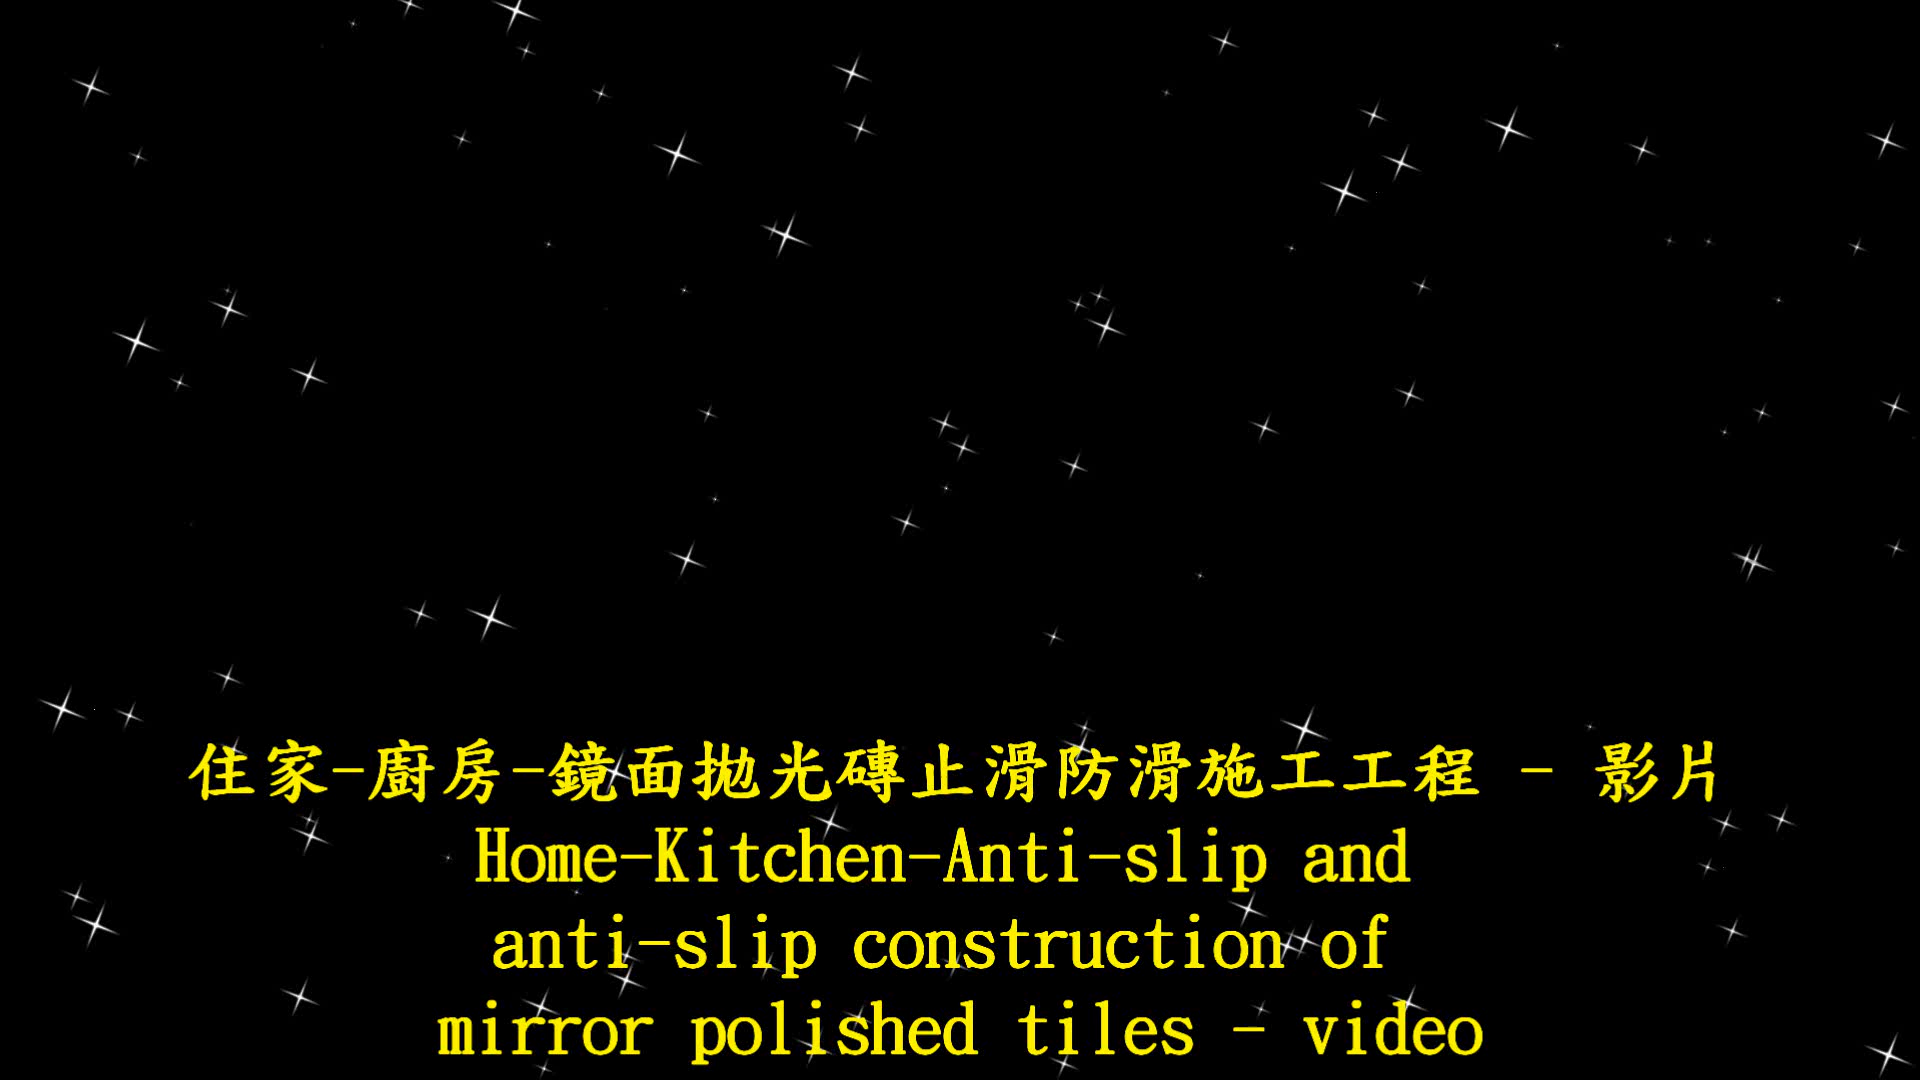 住家-廚房-鏡面拋光磚止滑防滑施工工程 - 影片
Home-Kitchen-Anti-slip and
anti-slip construction of
mirror polished tiles - video